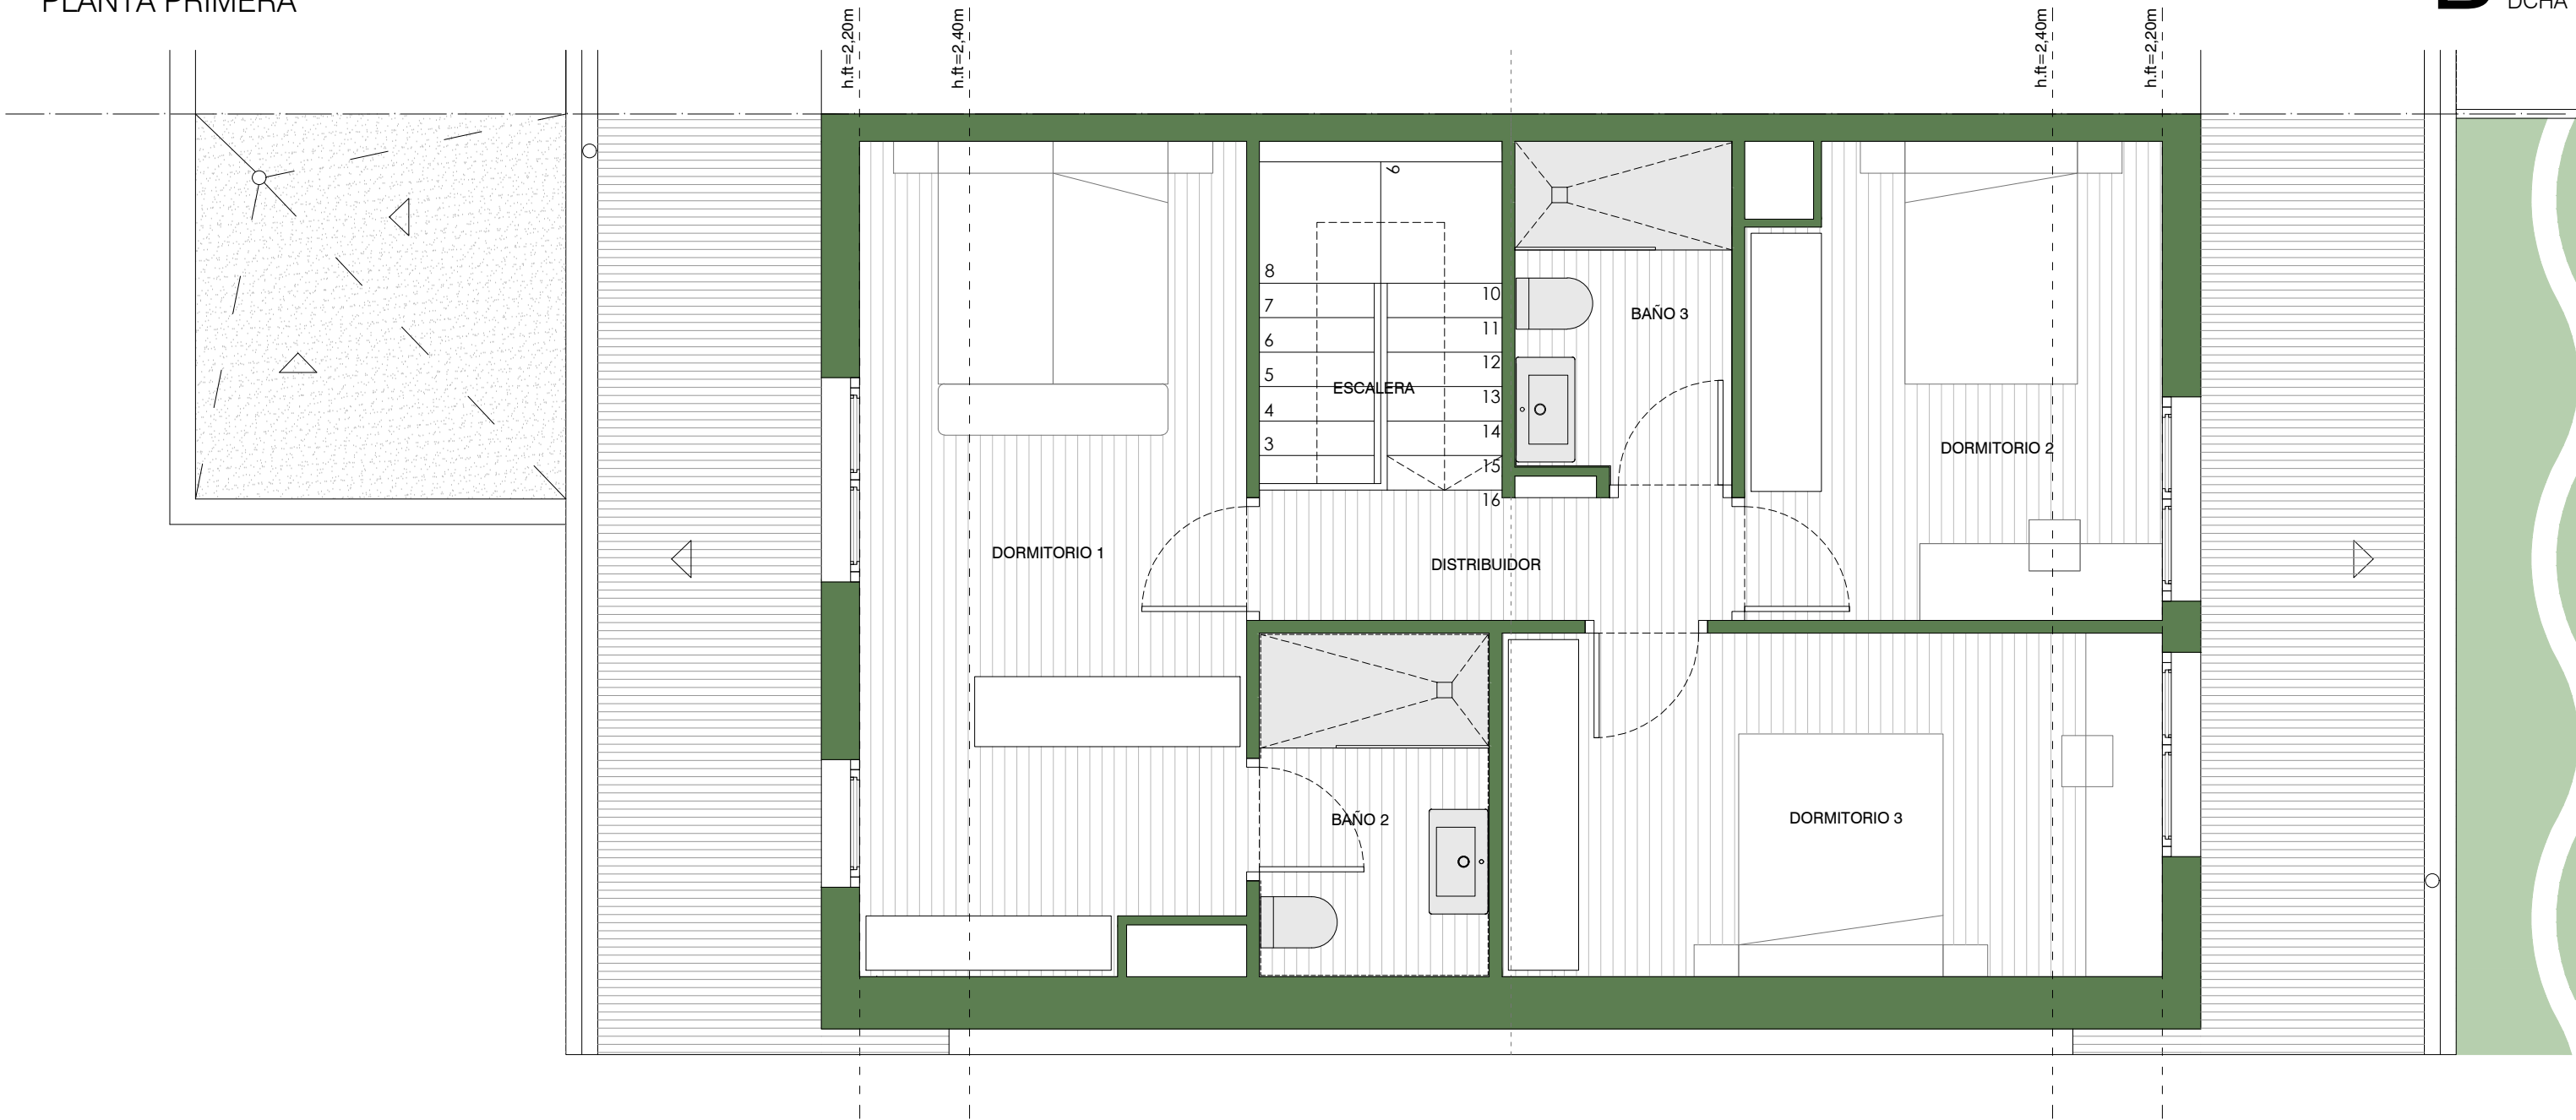 PLANTA PRIMERA
DCHA
h.ft=2,20m
h.ft=2,40m
h.ft=2,40m
h.ft=2,20m
9
8
7
6
5
4
3
10
11
12
13
14
15
16
ESCALERA
BAÑO 3
DORMITORIO 2
DORMITORIO 1
DISTRIBUIDOR
BAÑO 2
DORMITORIO 3